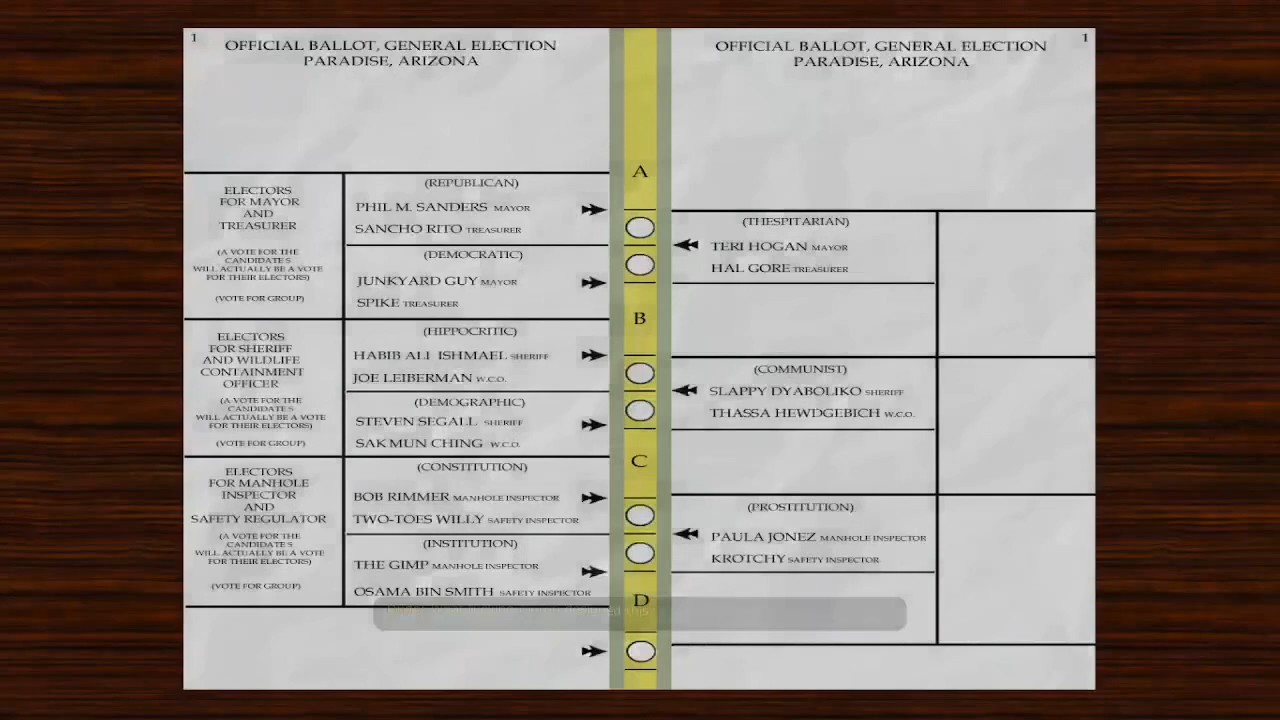 1
OFFICIAL BALLOT, GENERAL ELECTION
PARADISE, ARIZONA
ELECTORS
FOR MAYOR
AND
TREASURER
(A VOTE FOR THE
CANDIDATE S
WILL ACTUALLY BE A VOTE
FOR THEIR ELECTORS)
(VOTE FOR GROUP)
(REPUBLICAN)
PHIL M. SANDERS MAYOR
SANCHO RITO TREASURER
(DEMOCRATIC)
JUNKYARD GUY MAYOR
SPIKE TREASURER
ELECTORS
FOR SHERIFF
AND WILDLIFE
CONTAINMENT
OFFICER
(A VOTE FOR THE
CANDIDATE S
WILL ACTUALLY BE A VOTE
FOR THEIR ELECTORS)
(VOTE FOR GROUP)
(HIPPOCRITIC)
HABIB ALI ISHMAEL SHERIFF
JOE LEIBERMAN W.C.O.
(DEMOGRAPHIC)
STEVEN SEGALL SHERIFF
SAK MUN CHING W.C.O.
ELECTORS
FOR MANHOLE
INSPECTOR
AND
SAFETY REGULATOR
(A VOTE FOR THE
CANDIDATE S
WILL ACTUALLY BE A VOTE
FOR THEIR ELECTORS)
(VOTE FOR GROUP)
(CONSTITUTION)
BOB RIMMER MANHOLE INSPECTOR
TWO-TOES WILLY SAFETY INSPECTOR
(INSTITUTION)
THE GIMP MANHOLE INSPECTOR
OSAMA BIN SMITH SAFETY INSPECTOR
A
B
C
D
1
OFFICIAL BALLOT, GENERAL ELECTION
PARADISE, ARIZONA
(THESPITARIAN)
TERI HOGAN MAYOR
HAL GORE TREASURER
(COMMUNIST)
SLAPPY DYABOLIKO SHERIFF
THASSA HEWDGEBICH W.C.O.
(PROSTITUTION)
PAULA JONEZ MANHOLE INSPECTOR
KROTCHY SAFETY INSPECTOR